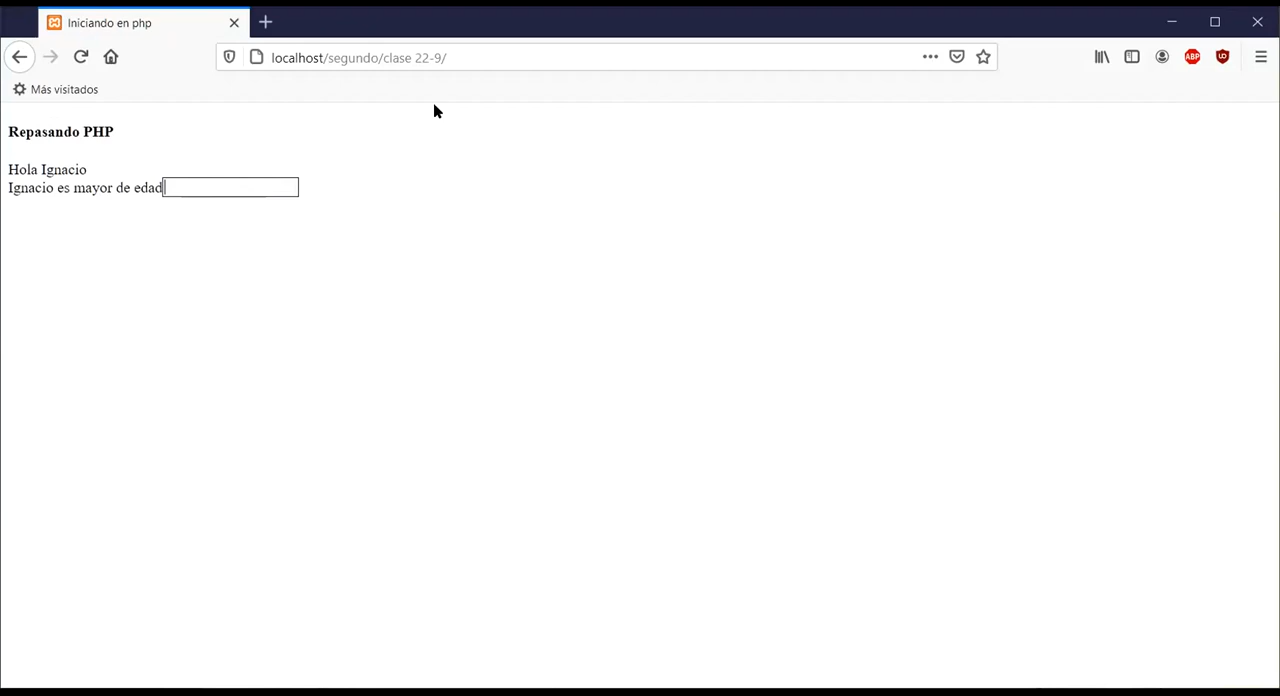 Iniciando en php
localhost/segundo/clase 22-9/
ABP
Más visitados
Repasando PHP
Hola Ignacio
Ignacio es mayor de edad